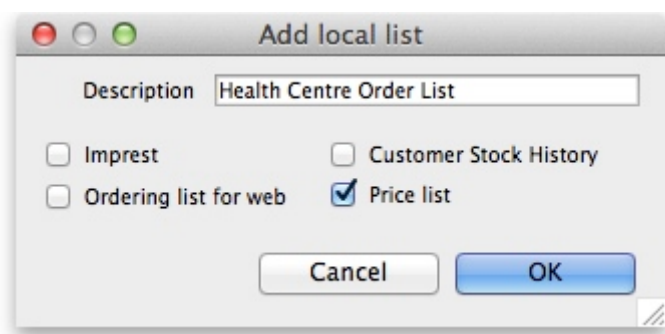 Add local list
Description Health Centre Order List
Imprest Customer Stock History
Ordering list for web Price list
Cancel OK